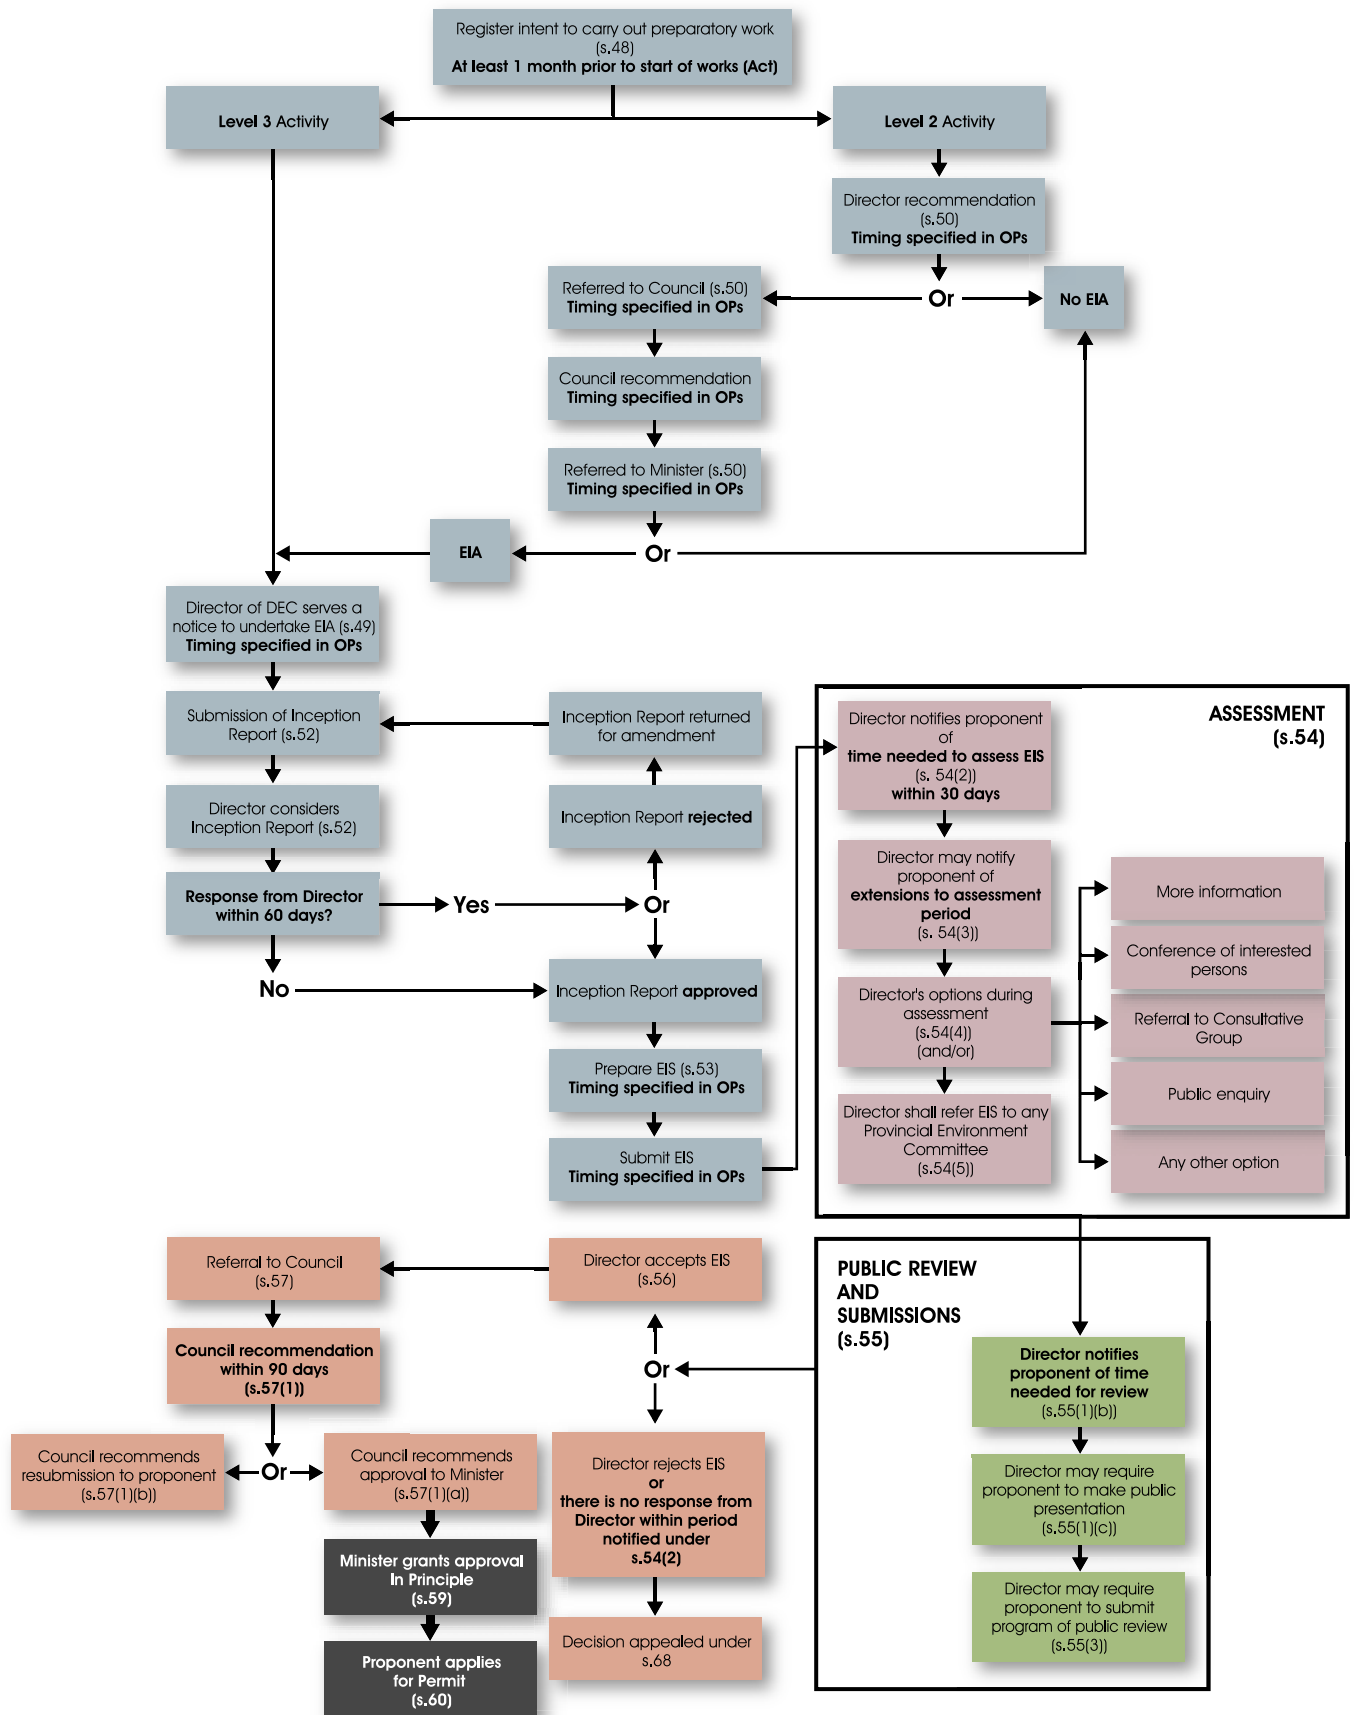 Register intent to carry out preparatory work
(s.48)
At least 1 month prior to start of works (Act)
Level 3 Activity
Level 2 Activity
Director recommendation
(s.50)
Timing specified in OPs
Referred to Council (s.50)
Timing specified in OPs
Or
No EIA
Council recommendation
Timing specified in OPs
Referred to Minister (s.50)
Timing specified in OPs
EIA
Or
Director of DEC serves a
notice to undertake EIA (s.49)
Timing specified in OPs
Submission of Inception
Report (s.52)
Inception Report returned
for amendment
Director considers
Inception Report (s.52)
Inception Report rejected
Response from Director
within 60 days?
Yes
Or
No
Inception Report approved
Prepare EIS (s.53)
Timing specified in OPs
Submit EIS
Timing specified in OPs
ASSESSMENT
(s.54)
Director notifies proponent
of
time needed to assess EIS
(s. 54(2))
within 30 days
Director may notify
proponent of
extensions to assessment
period
(s. 54(3))
Director's options during
assessment
(s.54(4))
(and/or)
Director shall refer EIS to any
Provincial Environment
Committee
(s.54(5))
More information
Conference of interested
persons
Referral to Consultative
Group
Public enquiry
Any other option
PUBLIC REVIEW
AND
SUBMISSIONS
(s.55)
Director notifies
proponent of time
needed for review
(s.55(1)(b))
Director may require
proponent to make public
presentation
(s.55(1)(c))
Director may require
proponent to submit
program of public review
(s.55(3))
Director accepts EIS
(s.56)
Or
Director rejects EIS
or
there is no response from
Director within period
notified under
s.54(2)
Decision appealed under
s.68
Referral to Council
(s.57)
Council recommendation
within 90 days
(s.57(1))
Council recommends
resubmission to proponent
(s.57(1)(b))
Or
Council recommends
approval to Minister
(s.57(1)(a))
Minister grants approval
In Principle
(s.59)
Proponent applies
for Permit
(s.60)